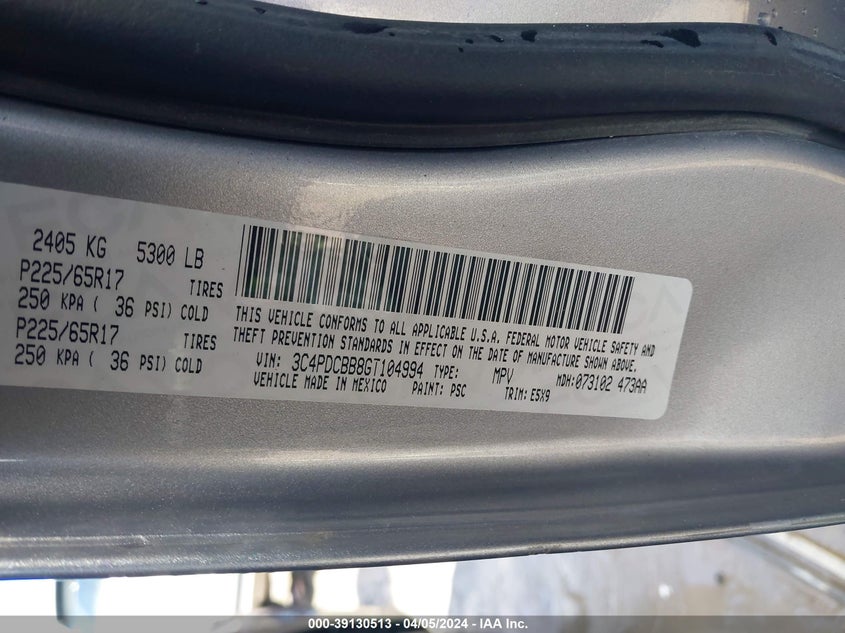 2405 KG 5300 LB
P225/65R17 TIRES
250 KPA ( 36 PSI) COLD
P225/65R17 TIRES
250 KPA ( 36 PSI) COLD
THIS VEHICLE CONFORMS TO ALL APPLICABLE U.S.A. FEDERAL MOTOR VEHICLE SAFETY AND
THEFT PREVENTION STANDARDS IN EFFECT ON THE DATE OF MANUFACTURE SHOWN ABOVE.
VIN: 3C4PDCBB8GT104994 TYPE: MPV MDH: 073102 473AA
VEHICLE MADE IN MEXICO PAINT: PSC TRIM: E5X9
000-39130513 - 04/05/2024 - IAA Inc.